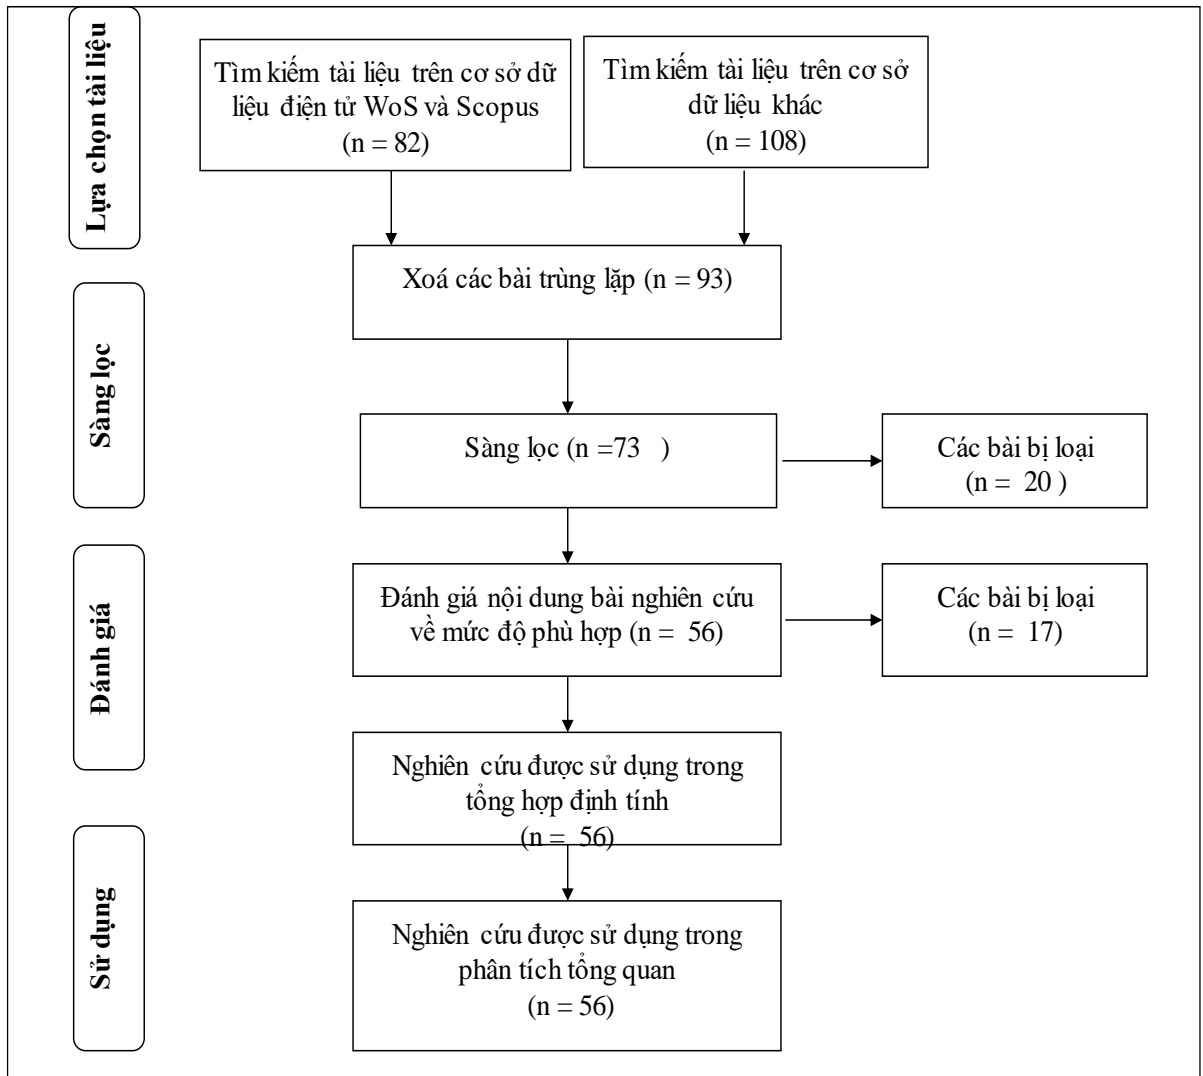 Lựa chọn tài liệu
Tìm kiếm tài liệu trên cơ sở dữ
liệu điện tử WoS và Scopus
(n = 82)
Tìm kiếm tài liệu trên cơ sở
dữ liệu khác
(n = 108)
Xoá các bài trùng lặp (n = 93)
Sàng lọc
Sàng lọc (n =73 )
Các bài bị loại
(n = 20 )
Đánh giá
Đánh giá nội dung bài nghiên cứu
về mức độ phù hợp (n = 56)
Các bài bị loại
(n = 17)
Nghiên cứu được sử dụng trong
tổng hợp định tính
(n = 56)
Sử dụng
Nghiên cứu được sử dụng trong
phân tích tổng quan
(n = 56)